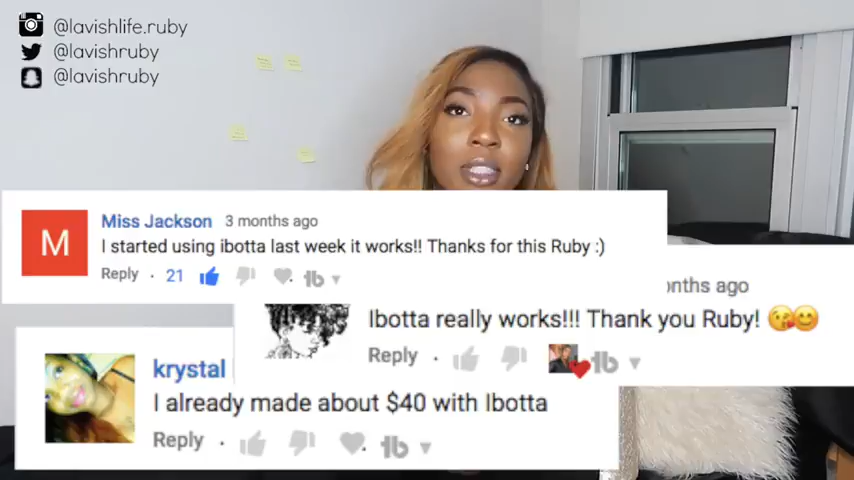 @lavishlife.ruby
@lavishruby
@lavishruby
M
Miss Jackson 3 months ago
I started using ibotta last week it works!! Thanks for this Ruby :)
Reply · 21
nths ago
Ibotta really works!!! Thank you Ruby! 😘😊
Reply ·
krystal
I already made about $40 with Ibotta
Reply ·